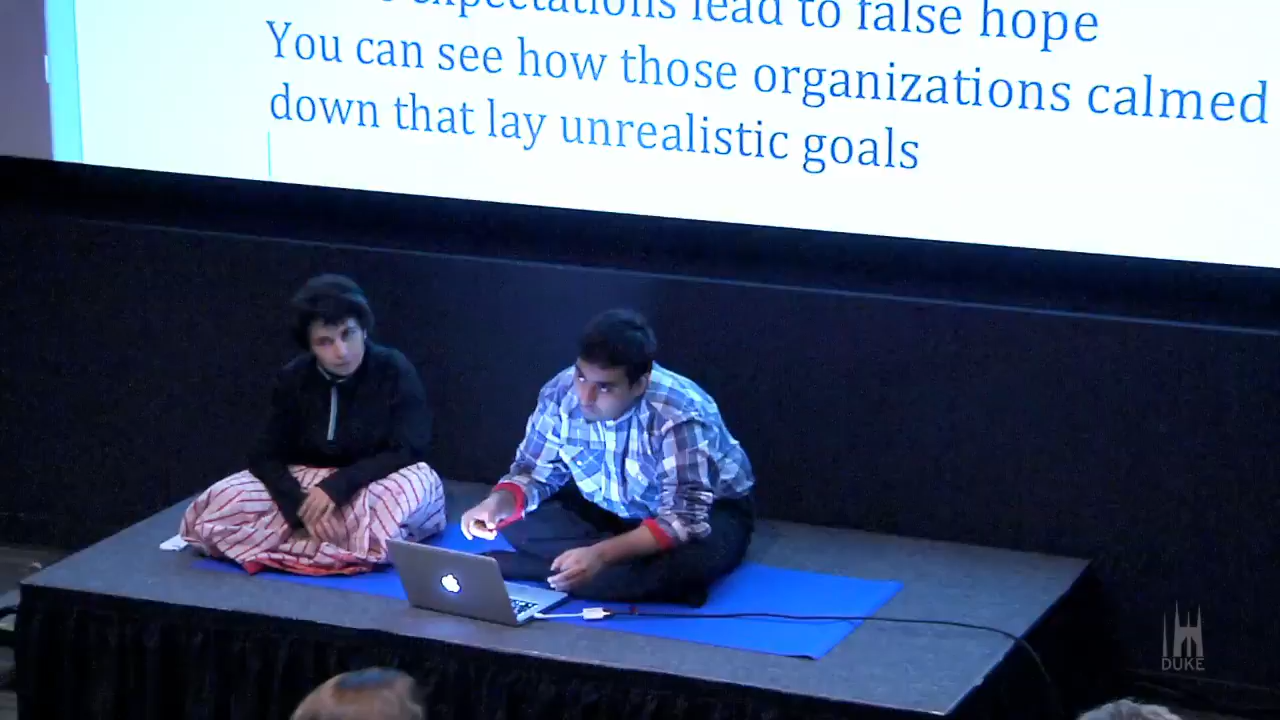 expectations lead to false hope
You can see how those organizations calmed
down that lay unrealistic goals
DUKE